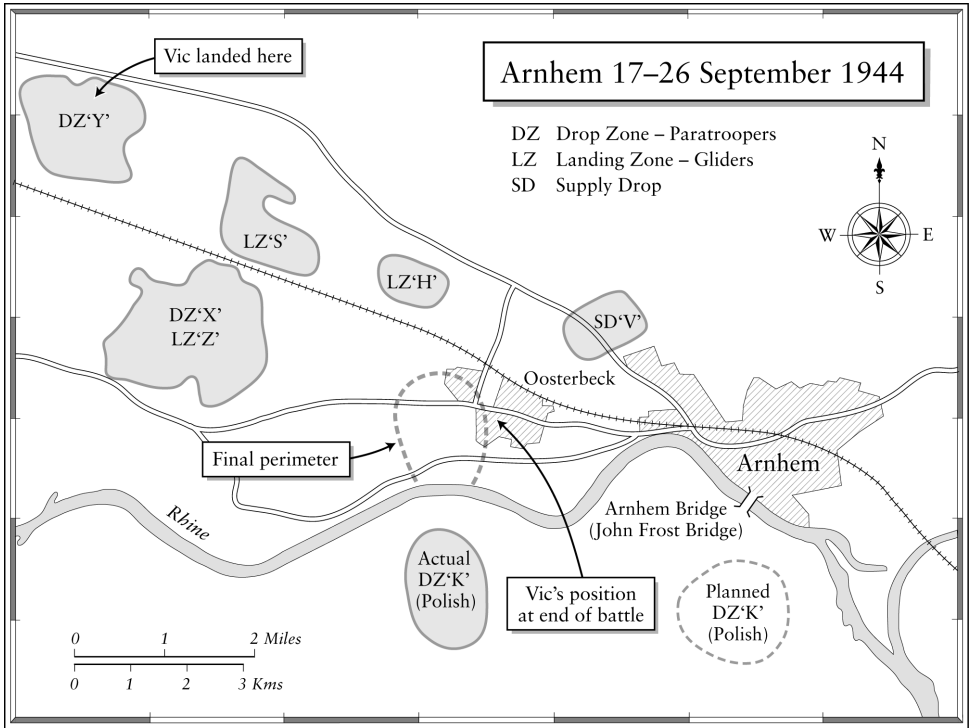 Vic landed here
Arnhem 17–26 September 1944
DZ Drop Zone – Paratroopers
LZ Landing Zone – Gliders
SD Supply Drop
N
W
E
S
DZ‘Y’
LZ‘S’
LZ‘H’
DZ‘X’
LZ‘Z’
SD‘V’
Oosterbeck
Final perimeter
Arnhem
Rhine
Arnhem Bridge
(John Frost Bridge)
Actual
DZ‘K’
(Polish)
Vic’s position
at end of battle
Planned
DZ‘K’
(Polish)
0 1 2 Miles
0 1 2 3 Kms